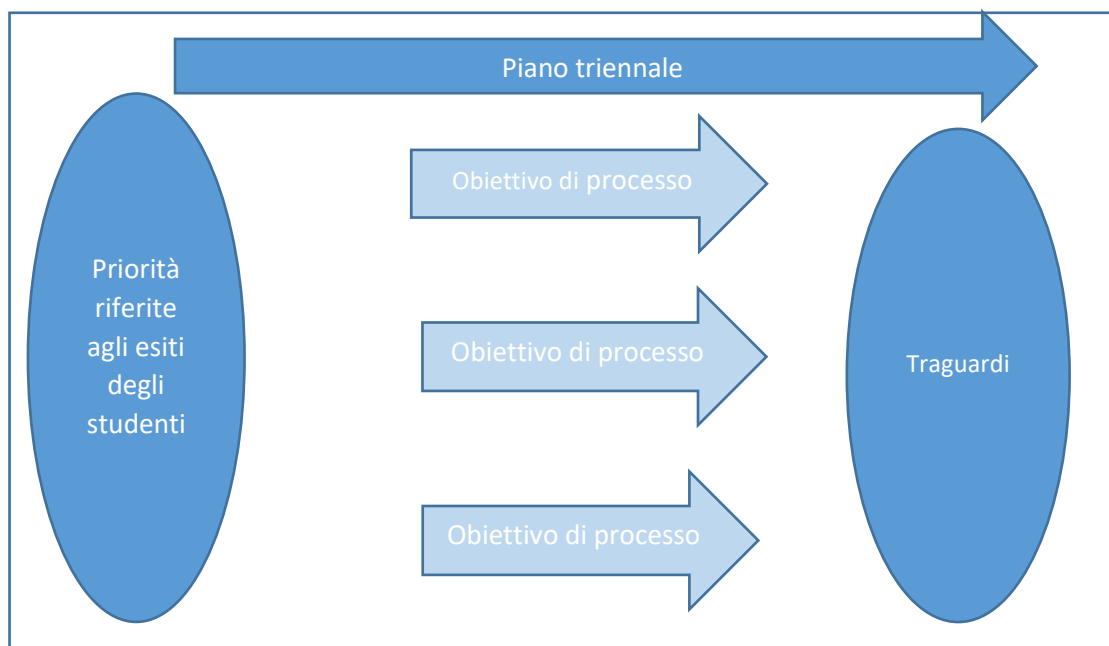 Piano triennale
Obiettivo di processo
Priorità
riferite
agli esiti
degli
studenti
Obiettivo di processo
Traguardi
Obiettivo di processo